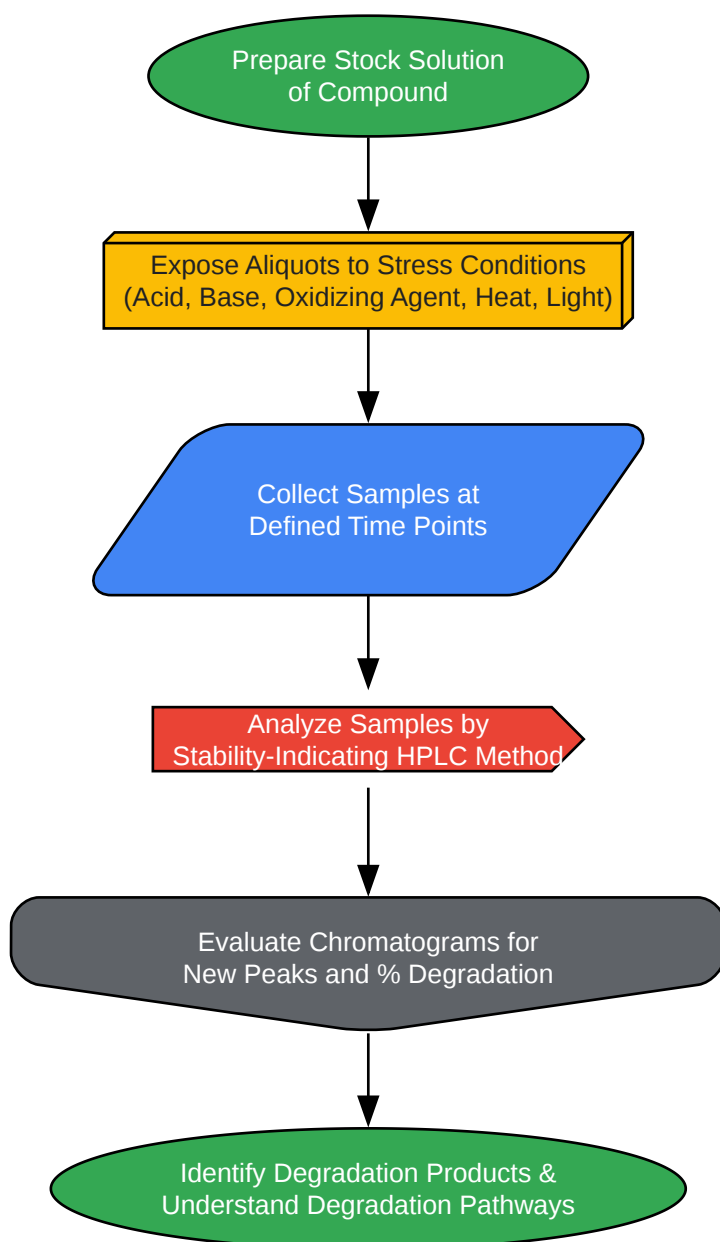 Prepare Stock Solution
of Compound
Expose Aliquots to Stress Conditions
(Acid, Base, Oxidizing Agent, Heat, Light)
Collect Samples at
Defined Time Points
Analyze Samples by
Stability-Indicating HPLC Method
Evaluate Chromatograms for
New Peaks and % Degradation
Identify Degradation Products &
Understand Degradation Pathways